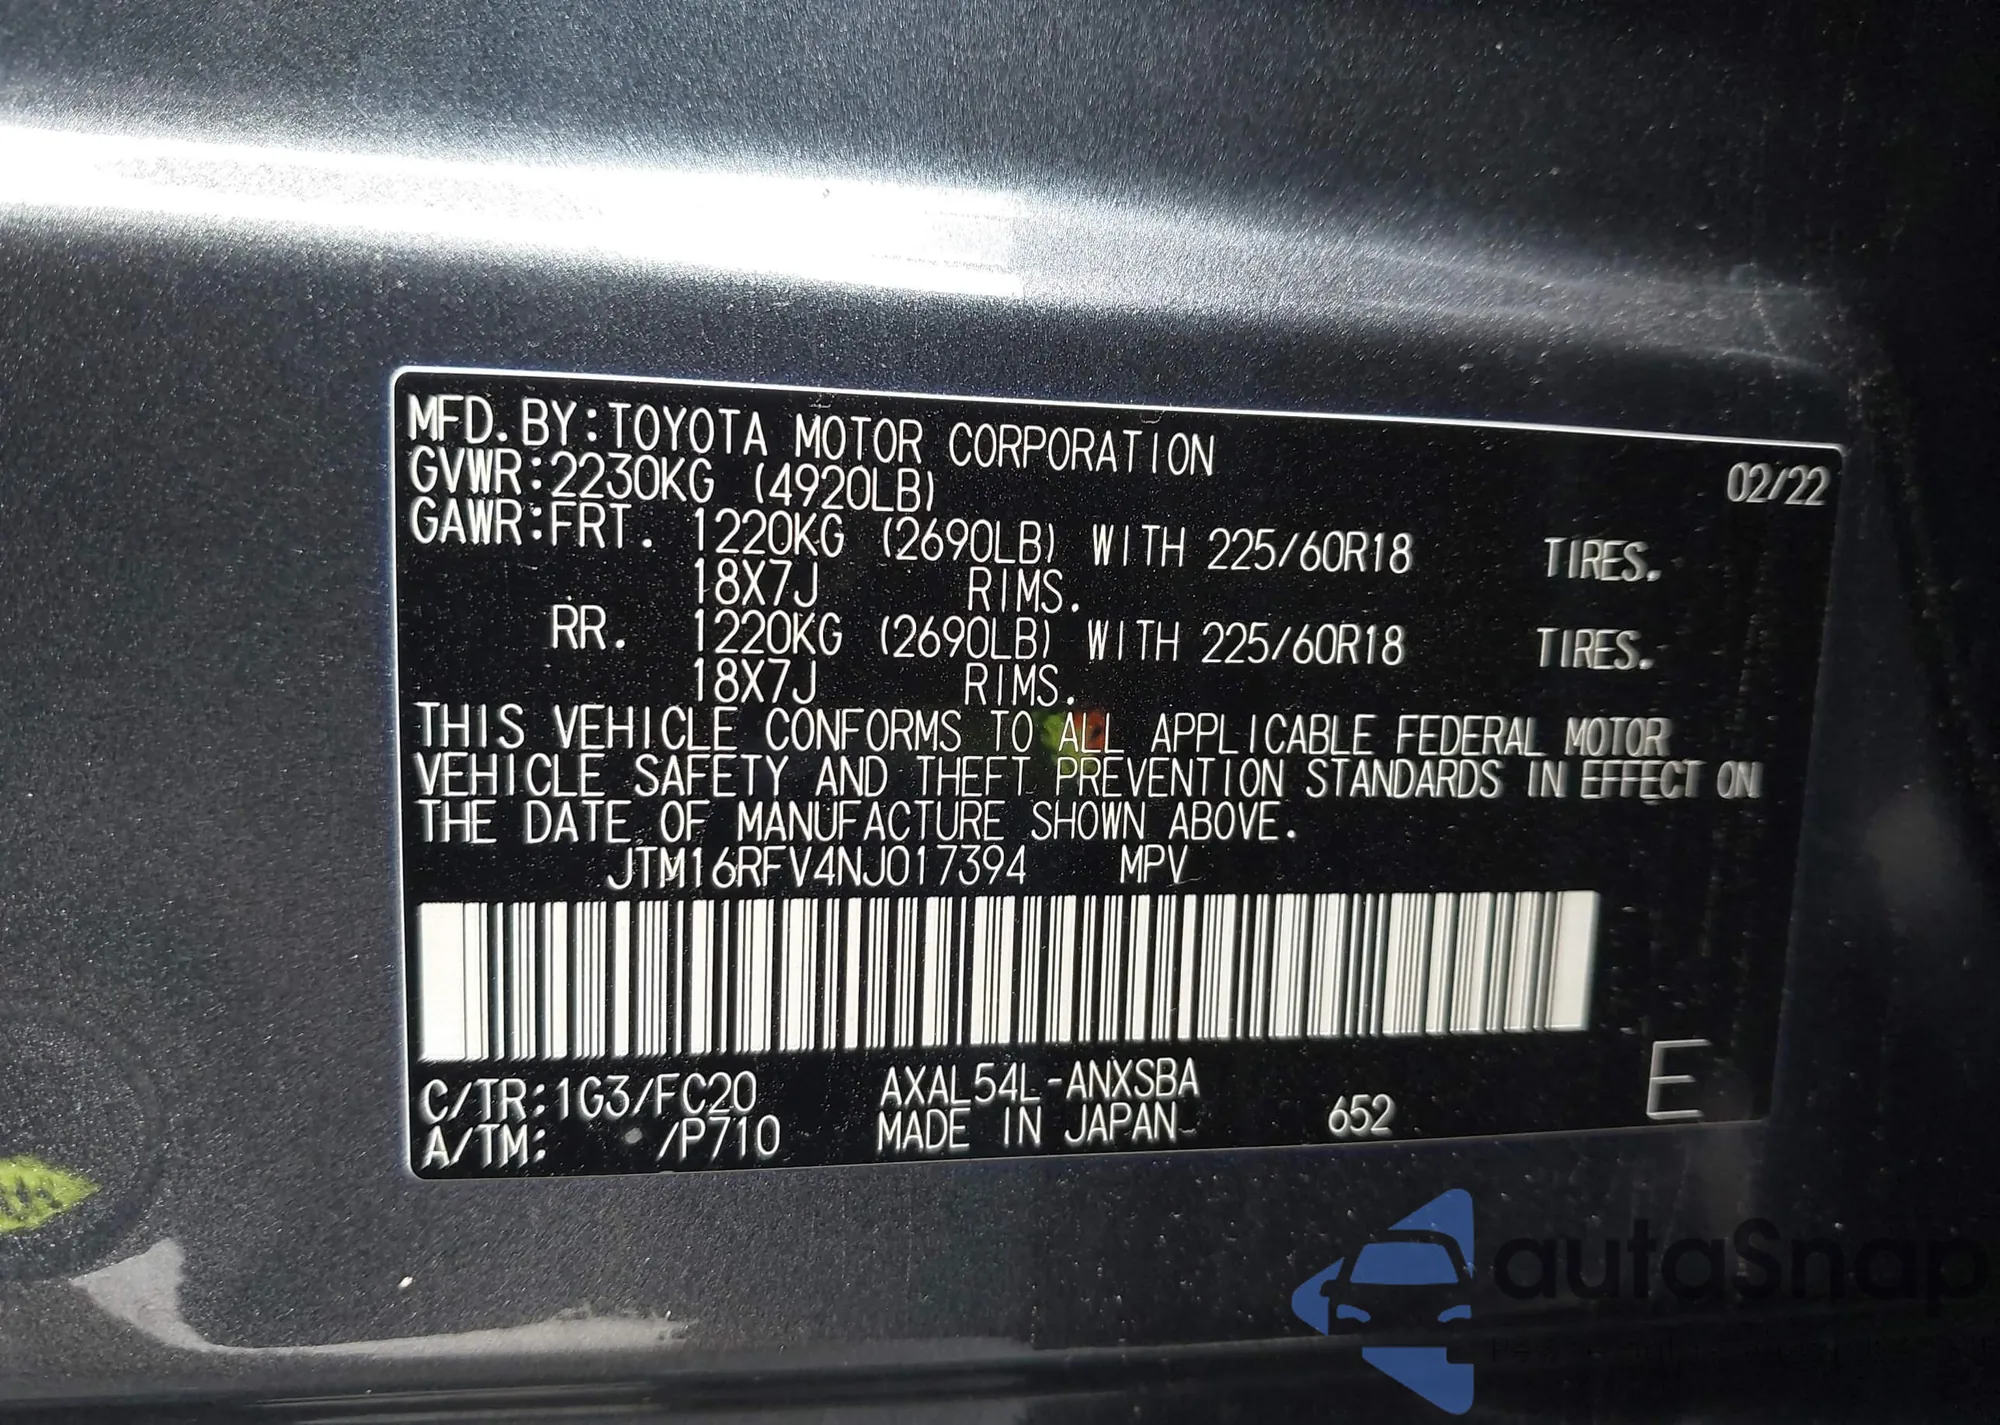 MFD. BY: TOYOTA MOTOR CORPORATION 02/22
GVWR: 2230KG (4920LB)
GAWR: FRT. 1220KG (2690LB) WITH 225/60R18 TIRES.
18X7J RIMS.
RR. 1220KG (2690LB) WITH 225/60R18 TIRES.
18X7J RIMS.
THIS VEHICLE CONFORMS TO ALL APPLICABLE FEDERAL MOTOR
VEHICLE SAFETY AND THEFT PREVENTION STANDARDS IN EFFECT ON
THE DATE OF MANUFACTURE SHOWN ABOVE.
JTM16RFV4NJ017394 MPV
C/TR: 1G3/FC20 AXAL54L-ANXSBA
A/TM: /P710 MADE IN JAPAN 652 E
autaSnap